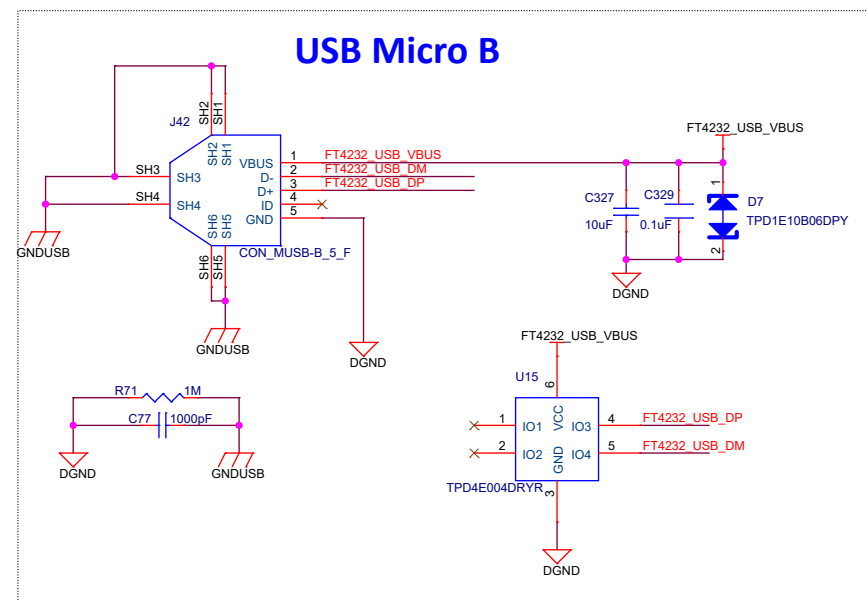 USB Micro B
J42
SH2
SH1
SH2
SH1
SH3
SH3
SH4
SH4
SH6
SH5
SH6
SH5
VBUS
1
FT4232_USB_VBUS
D-
2
FT4232_USB_DM
D+
3
FT4232_USB_DP
ID
4
GND
5
CON_MUSB-B_5_F
GNDUSB
GNDUSB
DGND
FT4232_USB_VBUS
C327
10uF
C329
0.1uF
1
D7
TPD1E10B06DPY
2
DGND
R71
1M
C77
1000pF
DGND
GNDUSB
FT4232_USB_VBUS
U15
6
VCC
1
IO1
IO3
4
FT4232_USB_DP
2
IO2
IO4
5
FT4232_USB_DM
GND
3
TPD4E004DRYR
DGND